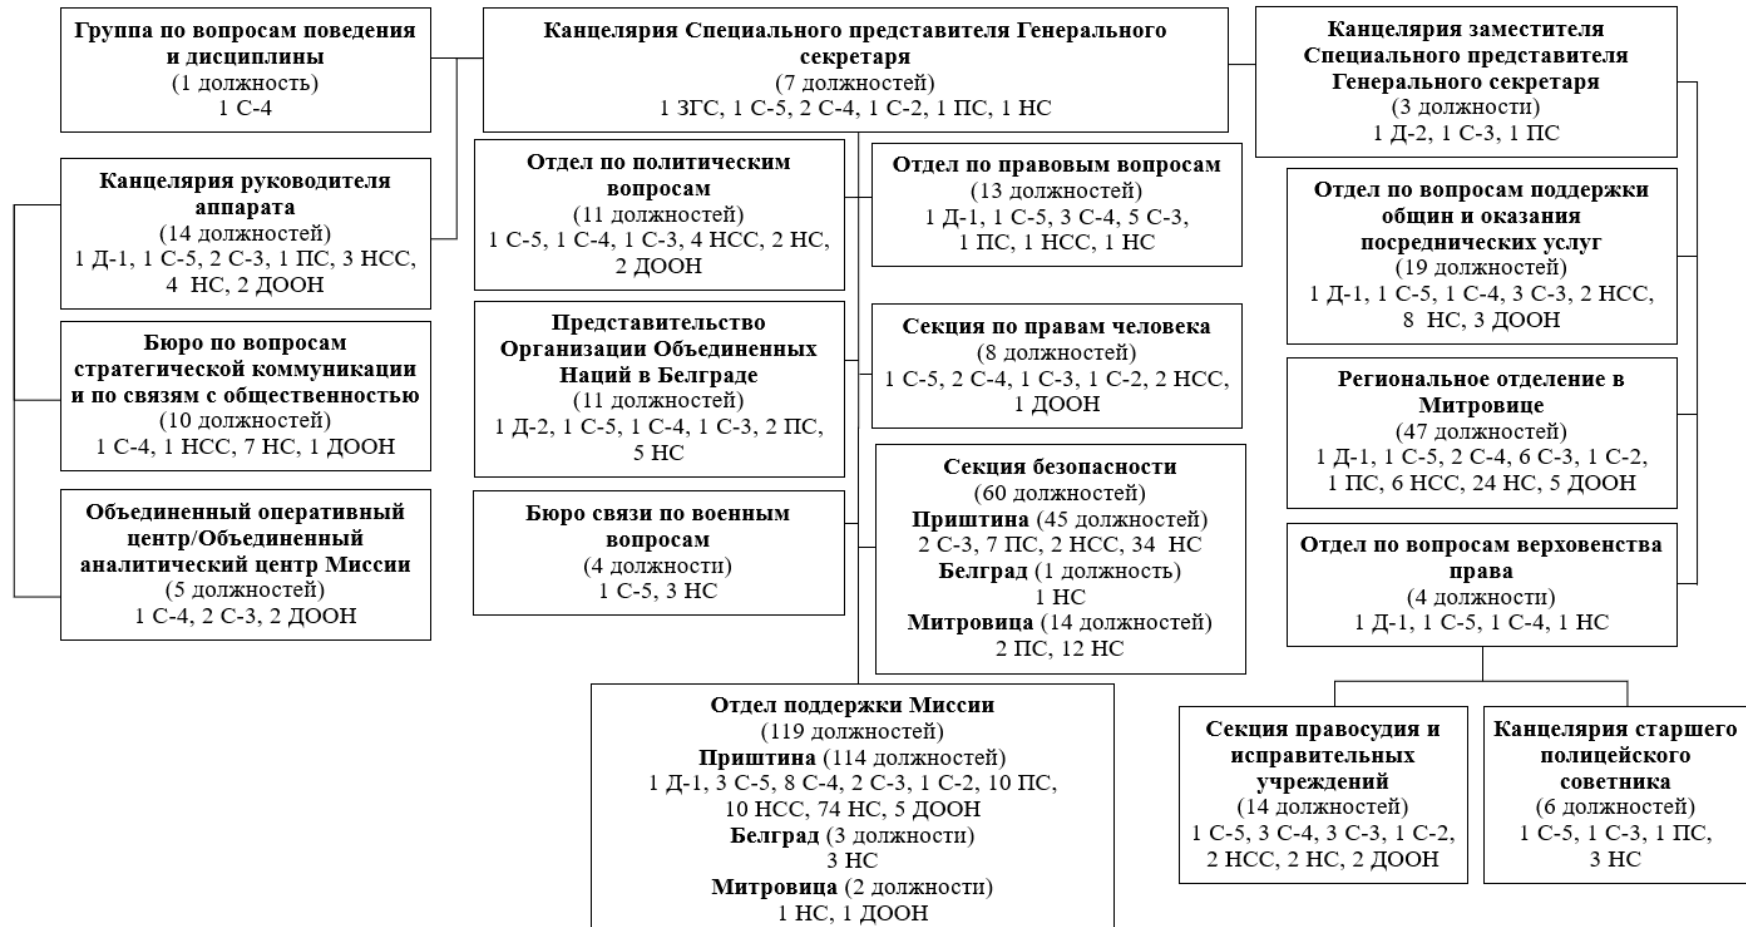 Группа по вопросам поведения
и дисциплины
(1 должность)
1 С-4
Канцелярия Специального представителя Генерального
секретаря
(7 должностей)
1 ЗГС, 1 С-5, 2 С-4, 1 С-2, 1 ПС, 1 НС
Канцелярия заместителя
Специального представителя
Генерального секретаря
(3 должности)
1 Д-2, 1 С-3, 1 ПС
Канцелярия руководителя
аппарата
(14 должностей)
1 Д-1, 1 С-5, 2 С-3, 1 ПС, 3 НСС,
4 НС, 2 ДООН
Отдел по политическим
вопросам
(11 должностей)
1 С-5, 1 С-4, 1 С-3, 4 НСС, 2 НС,
2 ДООН
Отдел по правовым вопросам
(13 должностей)
1 Д-1, 1 С-5, 3 С-4, 5 С-3,
1 ПС, 1 НСС, 1 НС
Отдел по вопросам поддержки
общин и оказания
посреднических услуг
(19 должностей)
1 Д-1, 1 С-5, 1 С-4, 3 С-3, 2 НСС,
8 НС, 3 ДООН
Бюро по вопросам
стратегической коммуникации
и по связям с общественностью
(10 должностей)
1 С-4, 1 НСС, 7 НС, 1 ДООН
Представительство
Организации Объединенных
Наций в Белграде
(11 должностей)
1 Д-2, 1 С-5, 1 С-4, 1 С-3, 2 ПС,
5 НС
Секция по правам человека
(8 должностей)
1 С-5, 2 С-4, 1 С-3, 1 С-2, 2 НСС,
1 ДООН
Региональное отделение в
Митровице
(47 должностей)
1 Д-1, 1 С-5, 2 С-4, 6 С-3, 1 С-2,
1 ПС, 6 НСС, 24 НС, 5 ДООН
Объединенный оперативный
центр/Объединенный
аналитический центр Миссии
(5 должностей)
1 С-4, 2 С-3, 2 ДООН
Бюро связи по военным
вопросам
(4 должности)
1 С-5, 3 НС
Секция безопасности
(60 должностей)
Приштина (45 должностей)
2 С-3, 7 ПС, 2 НСС, 34 НС
Белград (1 должность)
1 НС
Митровица (14 должностей)
2 ПС, 12 НС
Отдел по вопросам верховенства
права
(4 должности)
1 Д-1, 1 С-5, 1 С-4, 1 НС
Отдел поддержки Миссии
(119 должностей)
Приштина (114 должностей)
1 Д-1, 3 С-5, 8 С-4, 2 С-3, 1 С-2, 10 ПС,
10 НСС, 74 НС, 5 ДООН
Белград (3 должности)
3 НС
Митровица (2 должности)
1 НС, 1 ДООН
Секция правосудия и
исправительных
учреждений
(14 должностей)
1 С-5, 3 С-4, 3 С-3, 1 С-2,
2 НСС, 2 НС, 2 ДООН
Канцелярия старшего
полицейского
советника
(6 должностей)
1 С-5, 1 С-3, 1 ПС,
3 НС